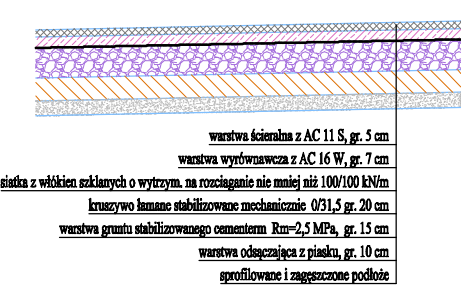 warstwa ścieralna z AC 11 S, gr. 5 cm
warstwa wyrównawcza z AC 16 W, gr. 7 cm
siatka z włókien szklanych o wytrzym. na rozciaganie nie mniej niż 100/100 kN/m
kruszywo łamane stabilizowane mechanicznie 0/31,5 gr. 20 cm
warstwa gruntu stabilizowanego cementerm Rm=2,5 MPa, gr. 15 cm
warstwa odsączająca z piasku, gr. 10 cm
sprofilowane i zagęszczone podłoże